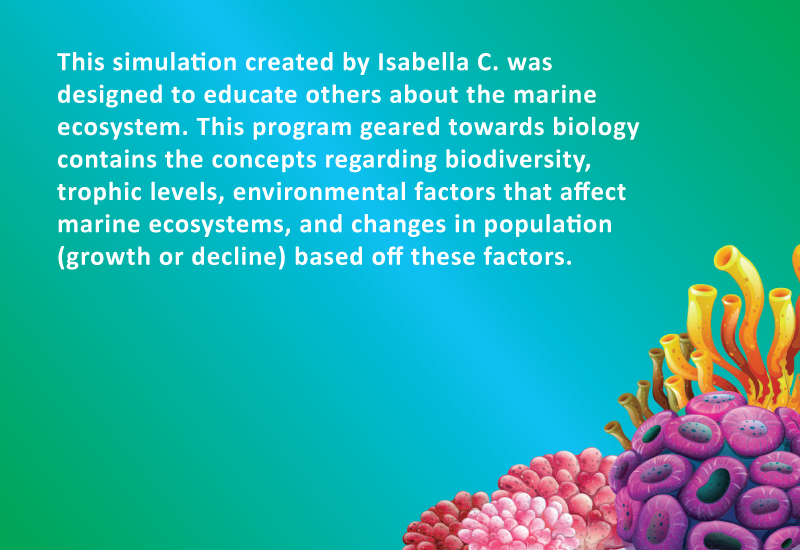 This simulation created by Isabella C. was
designed to educate others about the marine
ecosystem. This program geared towards biology
contains the concepts regarding biodiversity,
trophic levels, environmental factors that affect
marine ecosystems, and changes in population
(growth or decline) based off these factors.